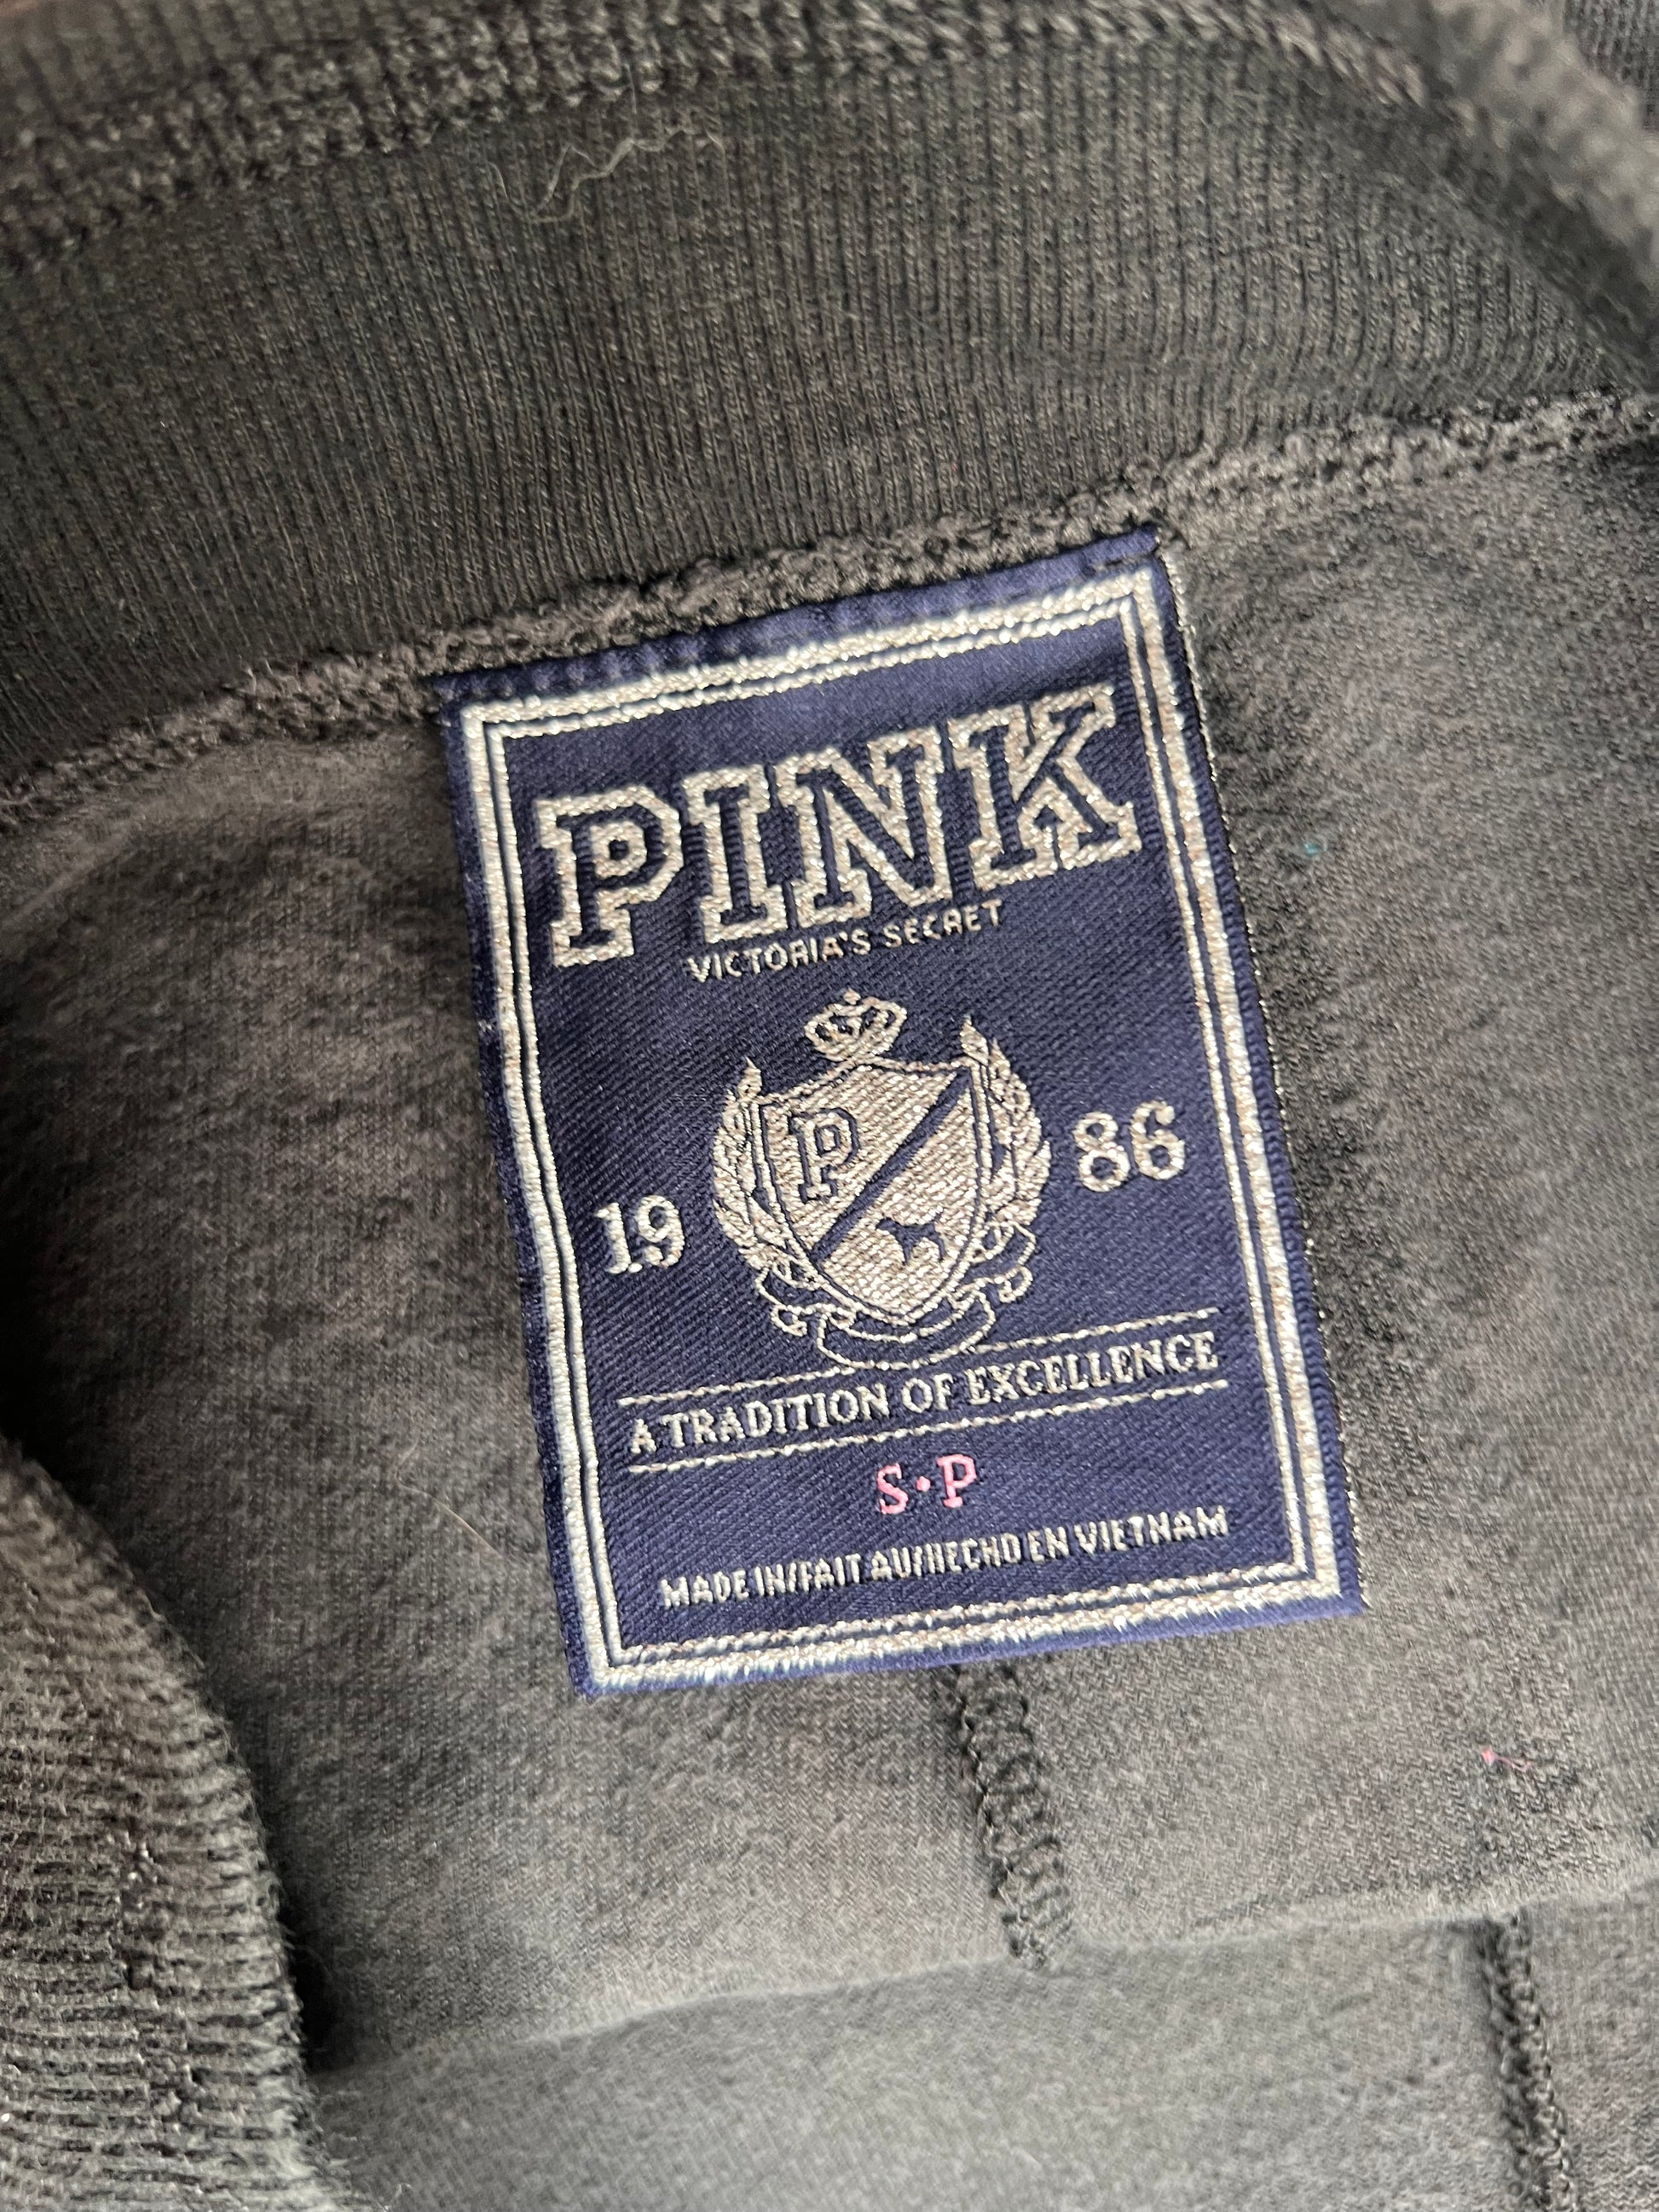 PINK
VICTORIA'S SECRET
P
19 86
A TRADITION OF EXCELLENCE
S·P
MADE IN/FAIT AU/HECHO EN VIETNAM